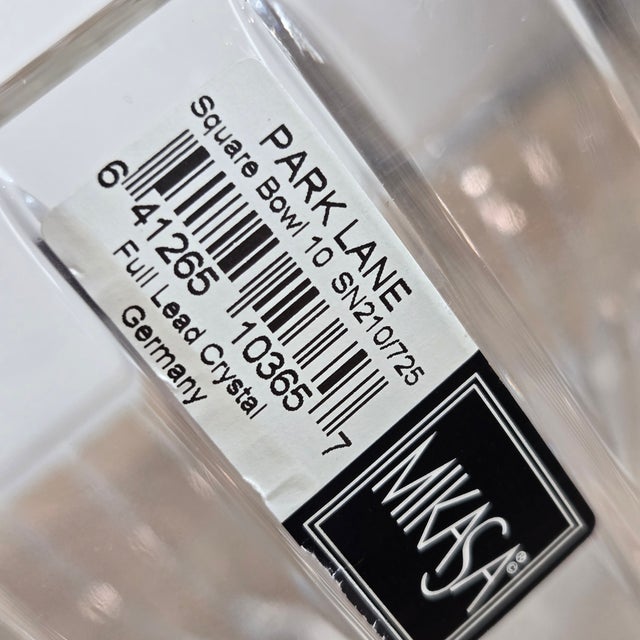 PARK LANE
Square Bowl 10 SN210/725
6 41265 10365 7
Full Lead Crystal
Germany
MIKASA